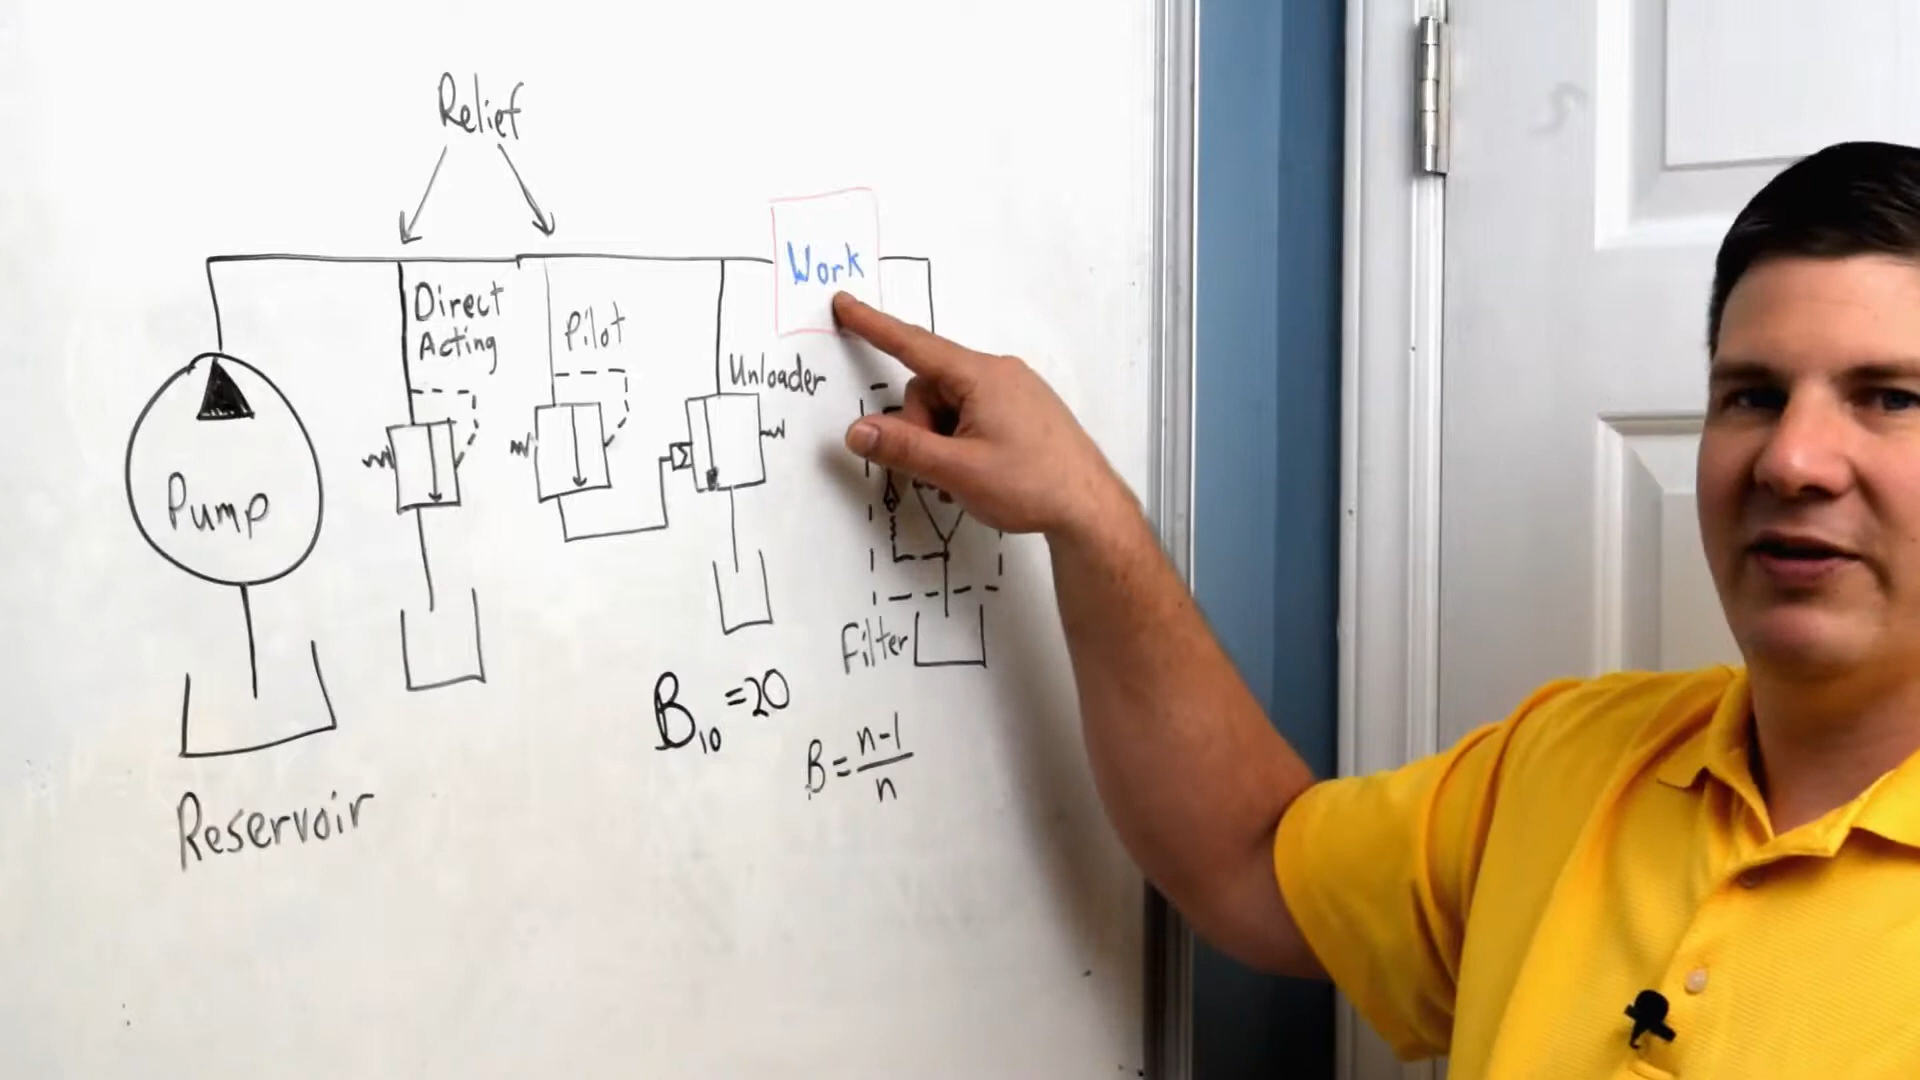 Relief
Direct
Acting
Pilot
Work
Unloader
Pump
Filter
B₁₀ = 20
B = n-1
n
Reservoir